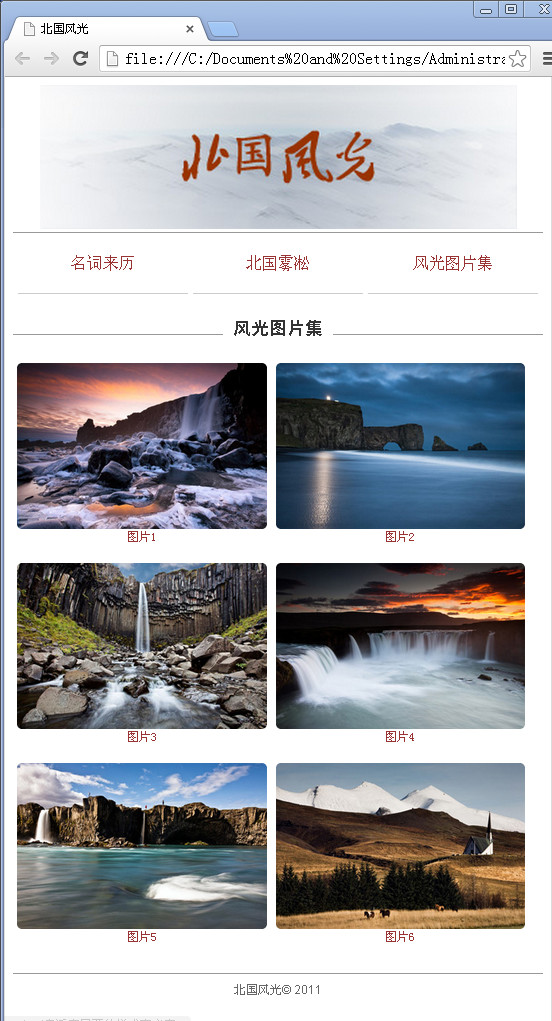 北国风光
file:///C:/Documents%20and%20Settings/Administra
北国风光
名词来历 北国雾凇 风光图片集
风光图片集
图片1 图片2
图片3 图片4
图片5 图片6
北国风光© 2011